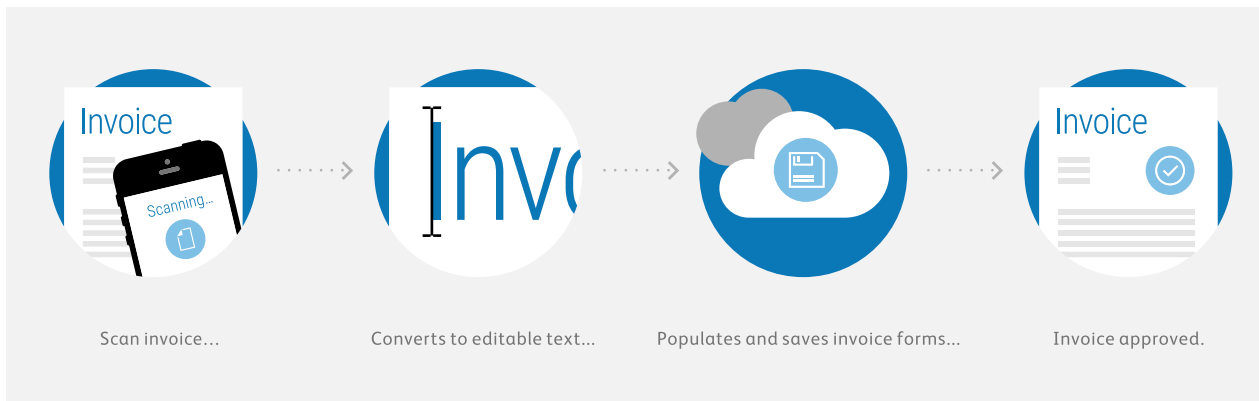 Invoice
Scanning...
Invo
Invoice
Scan invoice...
Converts to editable text...
Populates and saves invoice forms...
Invoice approved.